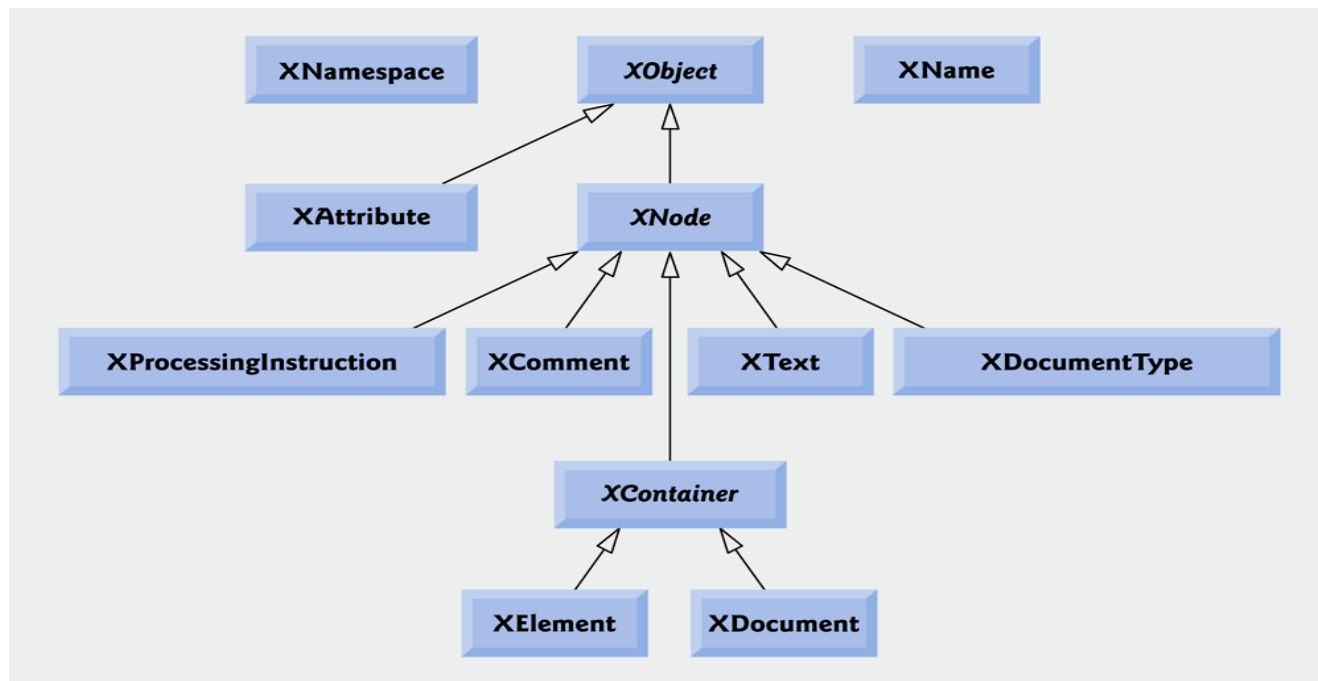 XNamespace
XObject
XName
XAttribute
XNode
XProcessingInstruction
XComment
XText
XDocumentType
XContainer
XElement
XDocument